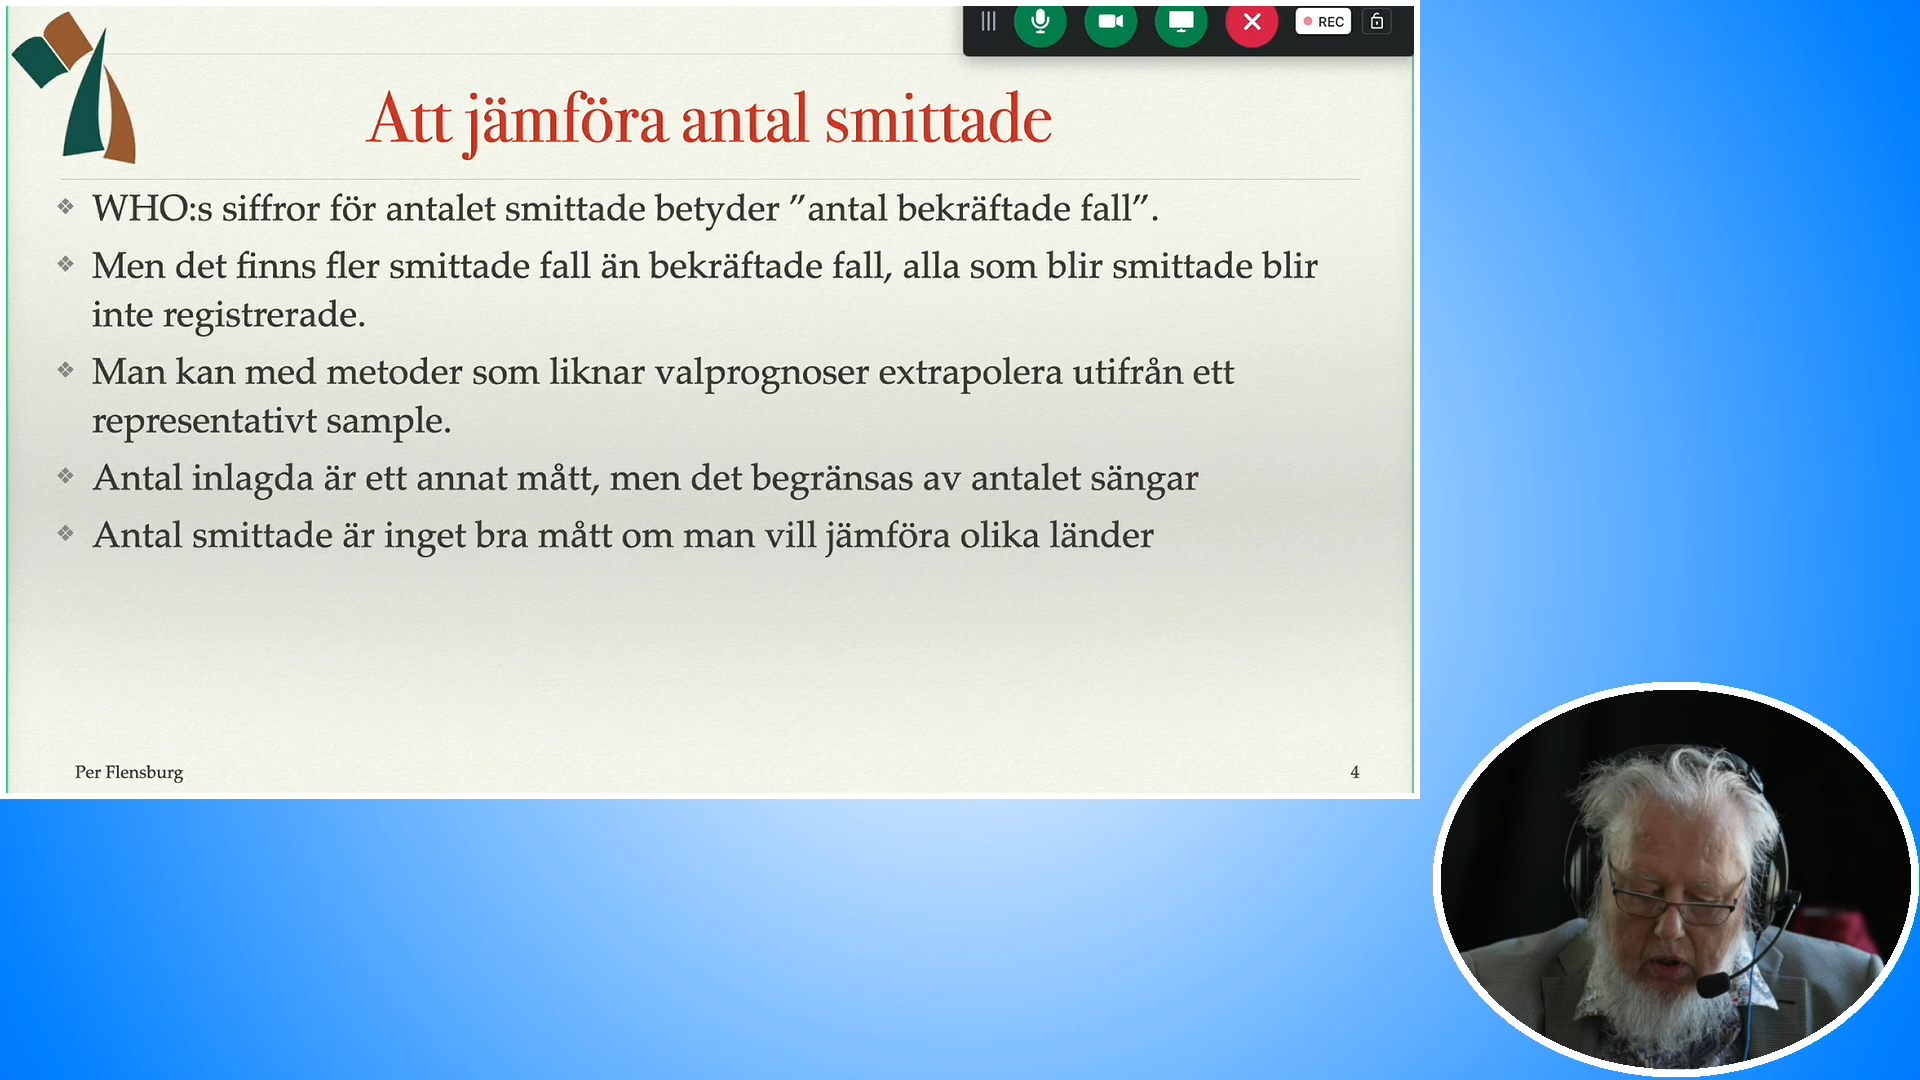 REC
Att jämföra antal smittade
WHO:s siffror för antalet smittade betyder ”antal bekräftade fall”.
Men det finns fler smittade fall än bekräftade fall, alla som blir smittade blir
inte registrerade.
Man kan med metoder som liknar valprognoser extrapolera utifrån ett
representativt sample.
Antal inlagda är ett annat mått, men det begränsas av antalet sängar
Antal smittade är inget bra mått om man vill jämföra olika länder
Per Flensburg
4